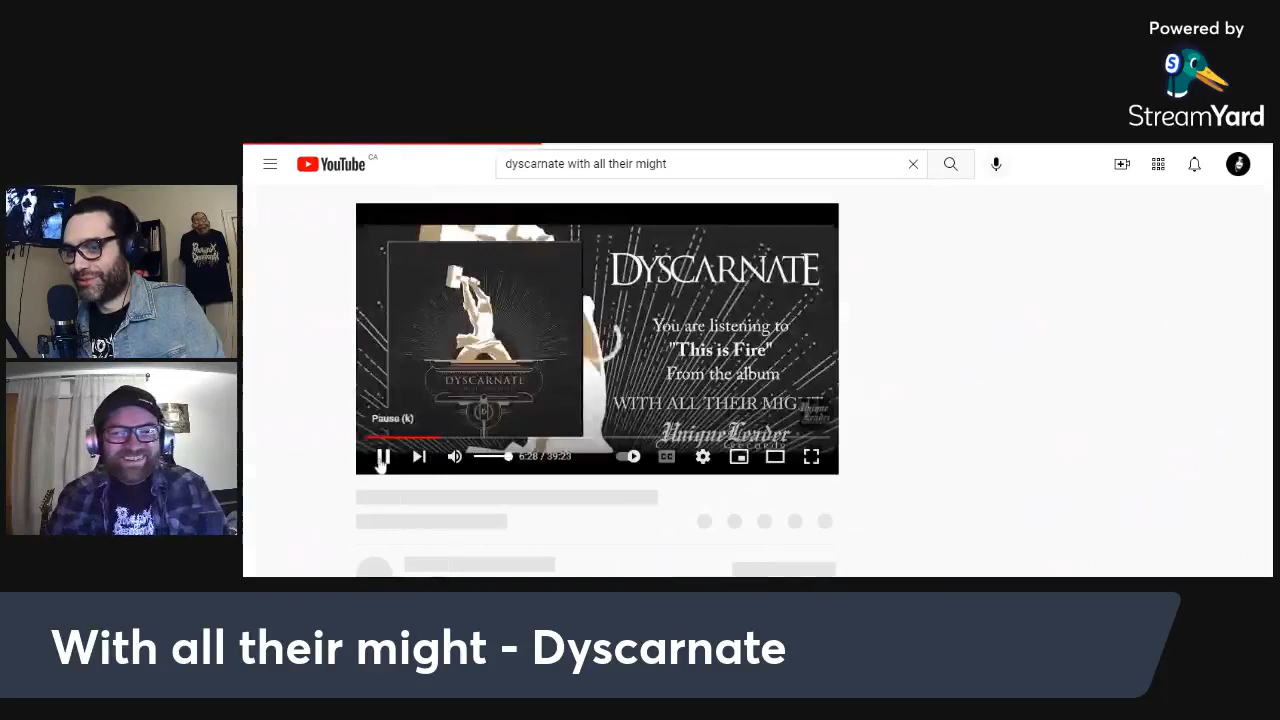 Powered by
S
StreamYard
YouTube CA
dyscarnate with all their might
DYSCARNATE
You are listening to
"This is Fire"
From the album
WITH ALL THEIR MIGHT
Unique Leader
records
DYSCARNATE
Pause (k)
6:28 / 39:23
CC
With all their might - Dyscarnate